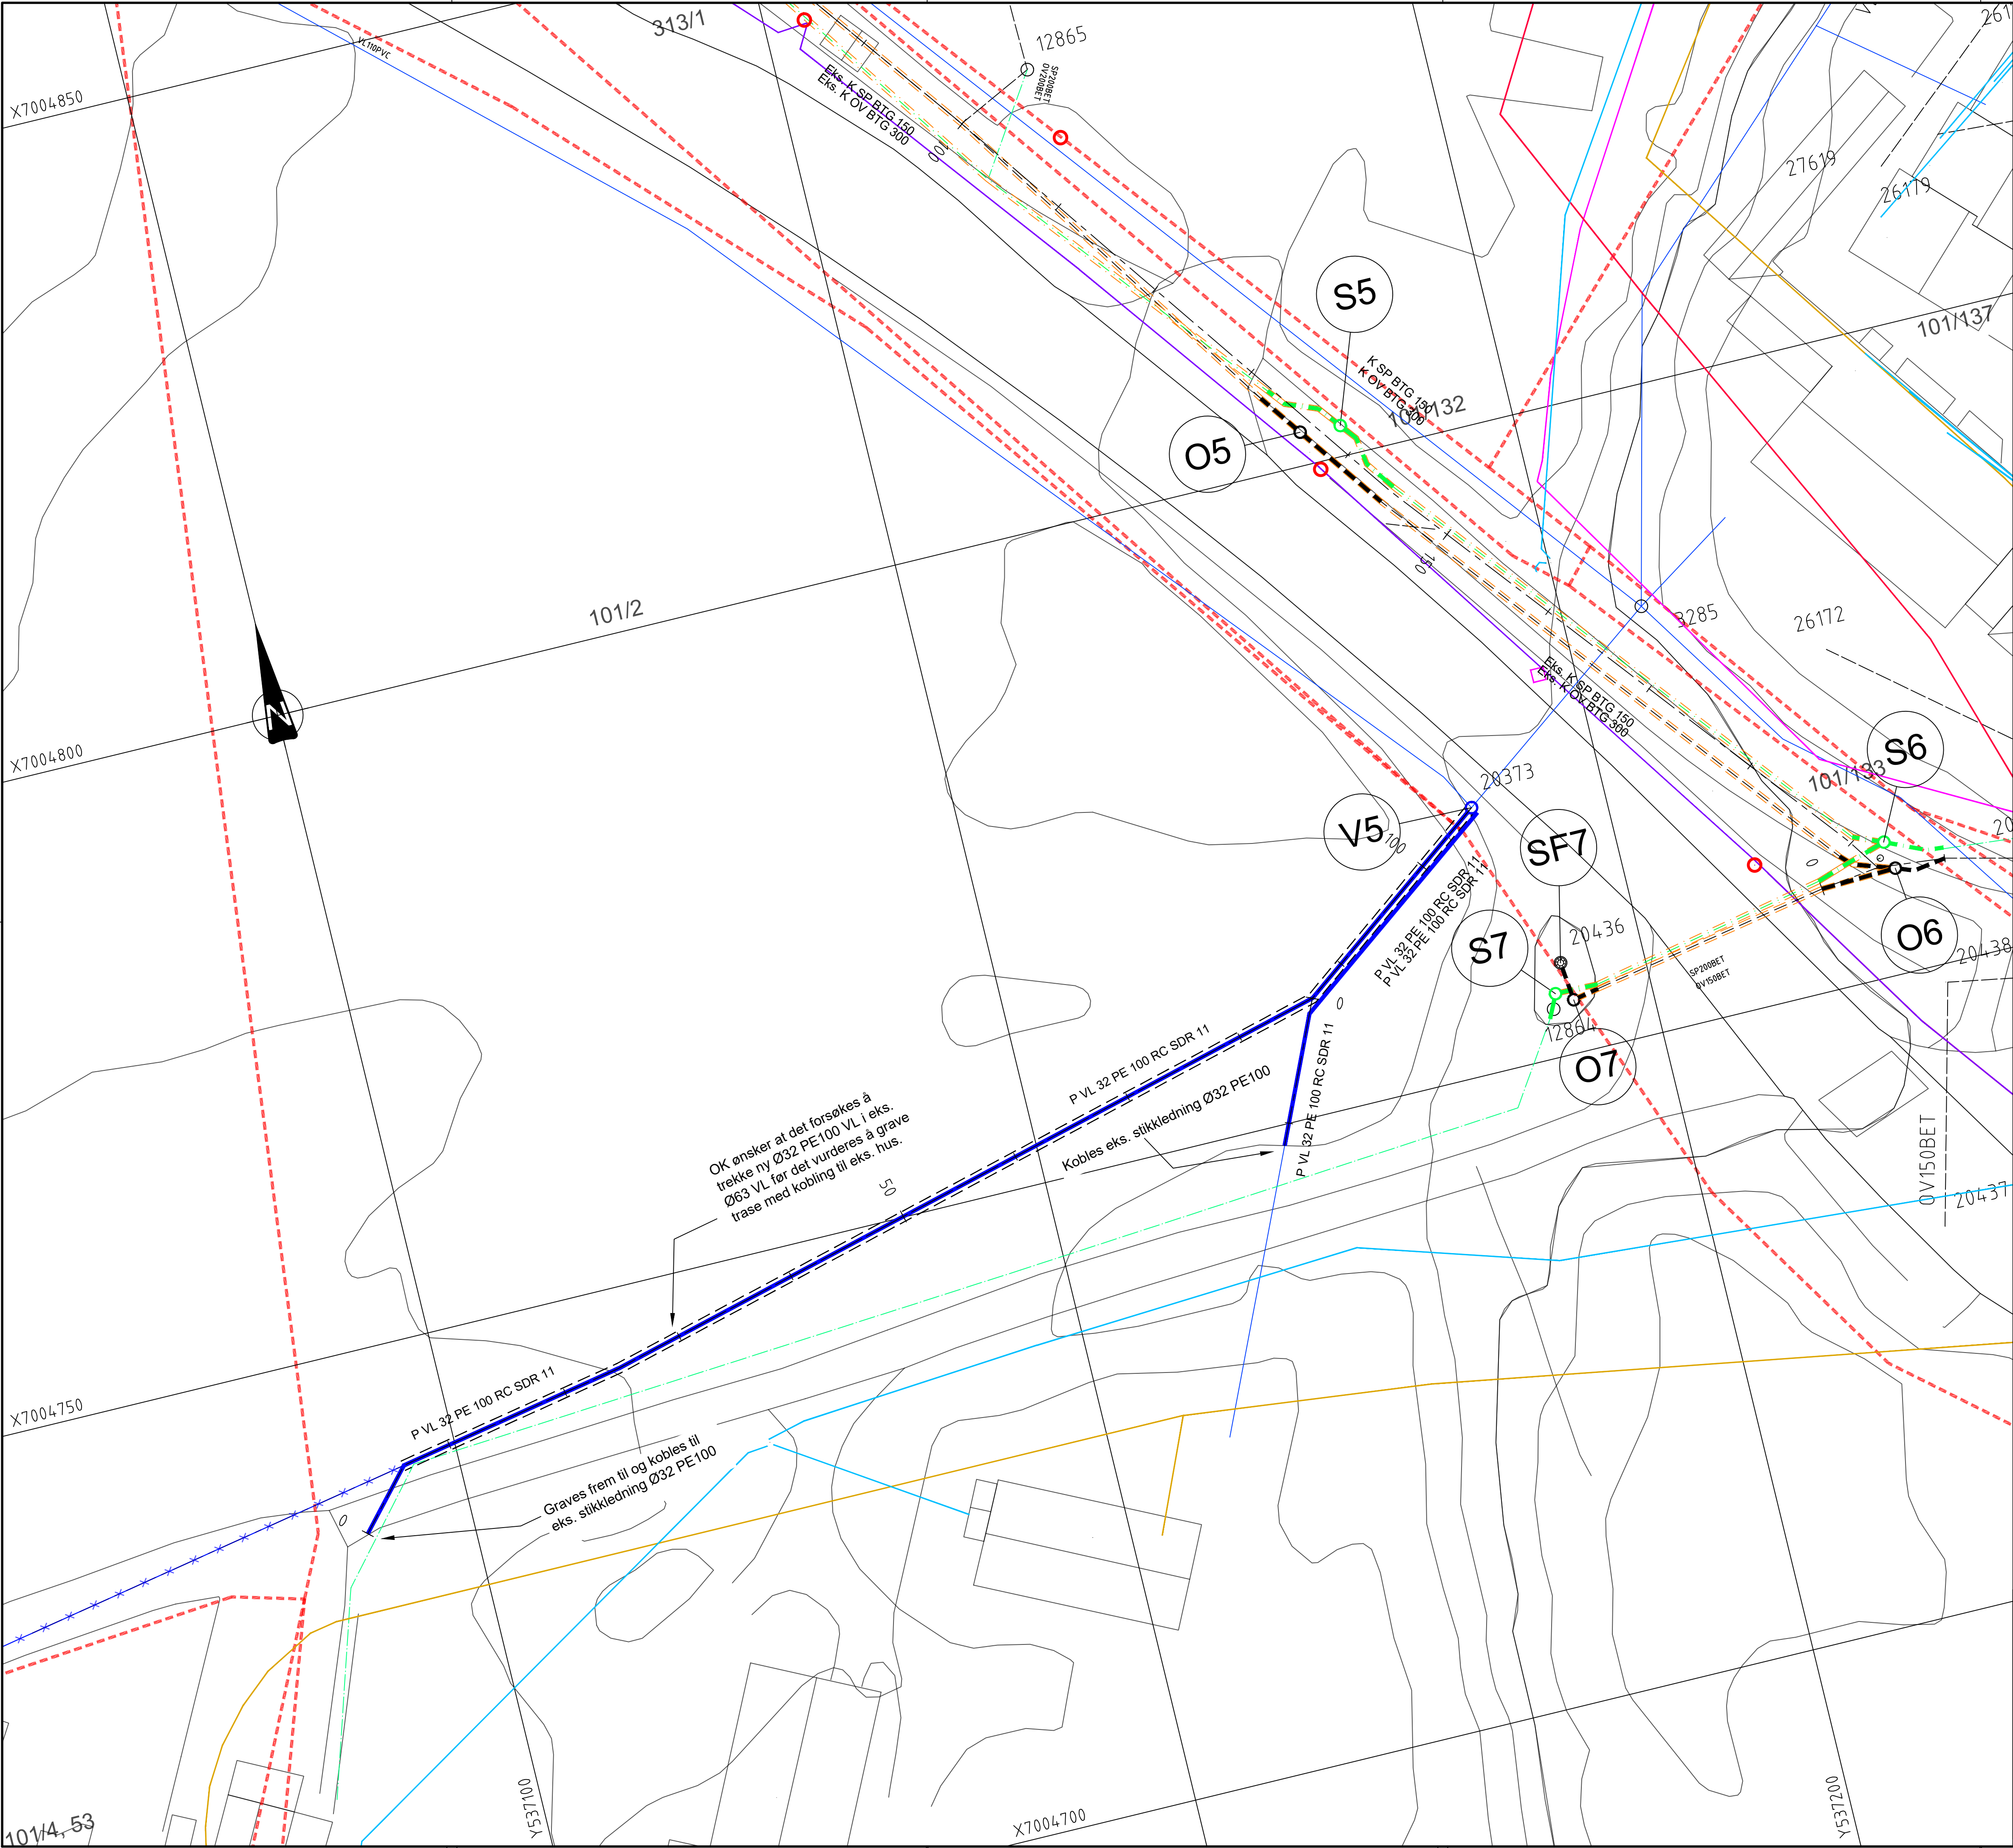 313/1
12865
SP200BET
OV200BET
VL110PVC
X7004850
Eks. K SP BTG 150
Eks. K OV BTG 300
100
27619
26179
101/137
S5
K SP BTG 150
K OV BTG 300
101/132
O5
150
101/2
3285
26172
N
Eks. K SP BTG 150
Eks. K OV BTG 300
S6
X7004800
101/133
20373
V5
100
SF7
0
P VL 32 PE 100 RC SDR 11
P VL 32 PE 100 RC SDR 11
S7
20436
O6
20438
SP200BET
OV150BET
0
12864
O7
P VL 32 PE 100 RC SDR 11
P VL 32 PE 100 RC SDR 11
Kobles eks. stikkledning Ø32 PE100
OK ønsker at det forsøkes å
trekke ny Ø32 PE100 VL i eks.
Ø63 VL før det vurderes å grave
trase med kobling til eks. hus.
50
OV150BET
20437
X7004750
P VL 32 PE 100 RC SDR 11
Graves frem til og kobles til
eks. stikkledning Ø32 PE100
0
Y537100
Y537200
X7004700
101/4, 53